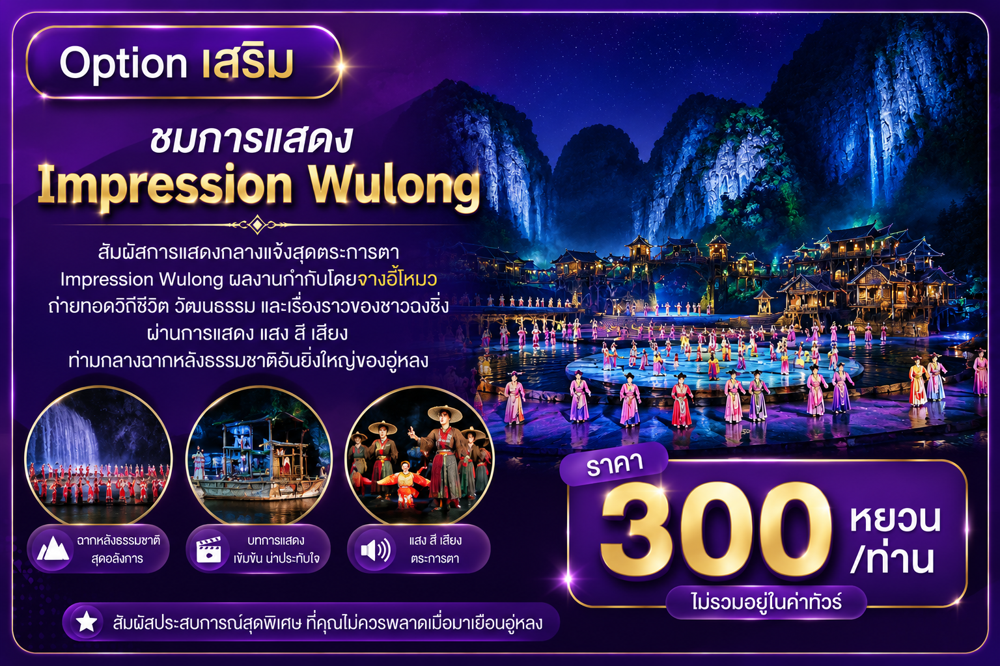 Option เสริม
ชมการแสดง
Impression Wulong
สัมผัสการแสดงกลางแจ้งสุดตระการตา
Impression Wulong ผลงานกำกับโดยจางอี้โหมว
ถ่ายทอดวิถีชีวิต วัฒนธรรม และเรื่องราวของชาวฉงชิ่ง
ผ่านการแสดง แสง สี เสียง
ท่ามกลางฉากหลังธรรมชาติอันยิ่งใหญ่ของอู่หลง
ฉากหลังธรรมชาติ
สุดอลังการ
บทการแสดง
เข้มข้น น่าประทับใจ
แสง สี เสียง
ตระการตา
ราคา
300
หยวน
/ท่าน
ไม่รวมอยู่ในค่าทัวร์
สัมผัสประสบการณ์สุดพิเศษ ที่คุณไม่ควรพลาดเมื่อมาเยือนอู่หลง